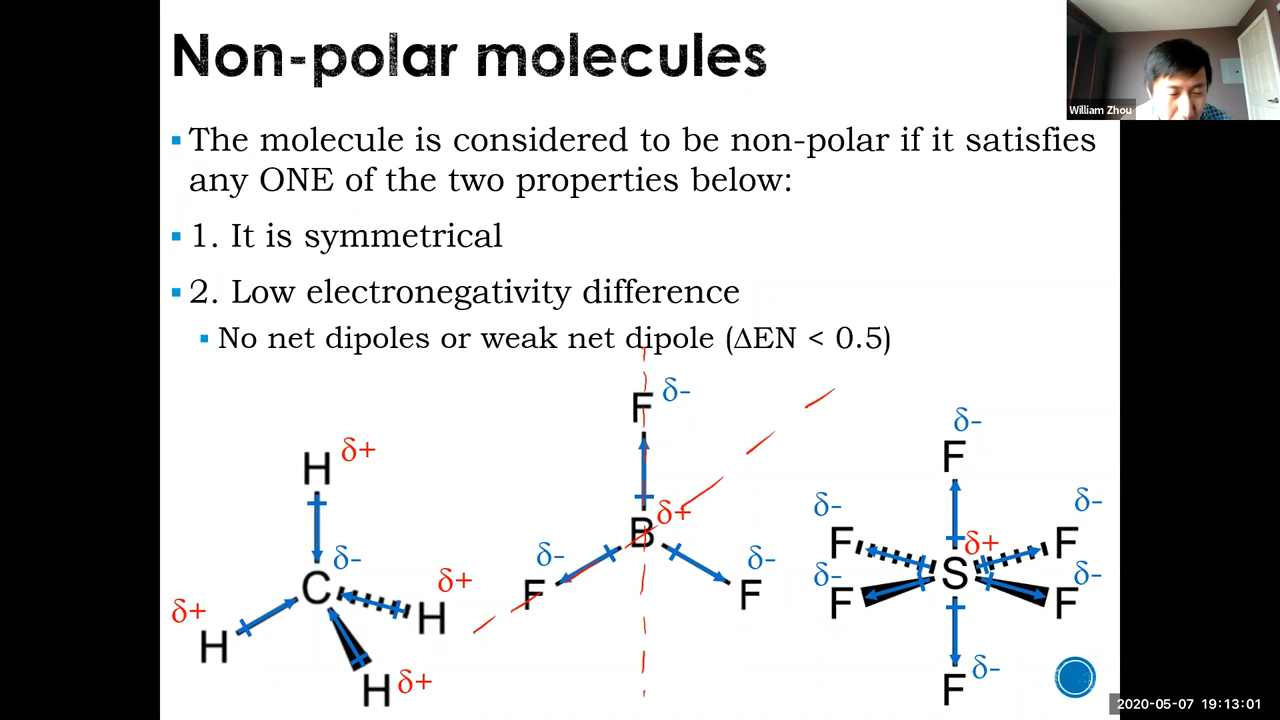 Non-polar molecules
William Zhou
▪ The molecule is considered to be non-polar if it satisfies
any ONE of the two properties below:
▪ 1. It is symmetrical
▪ 2. Low electronegativity difference
▪ No net dipoles or weak net dipole (ΔEN < 0.5)
H δ+
δ-
C
δ+
H
δ+
H
H δ+
F δ-
B δ+
δ-
F
δ-
F
δ-
F
δ-
F
δ-
F
δ+
S
δ-
F
δ-
F
F δ-
2020-05-07 19:13:01